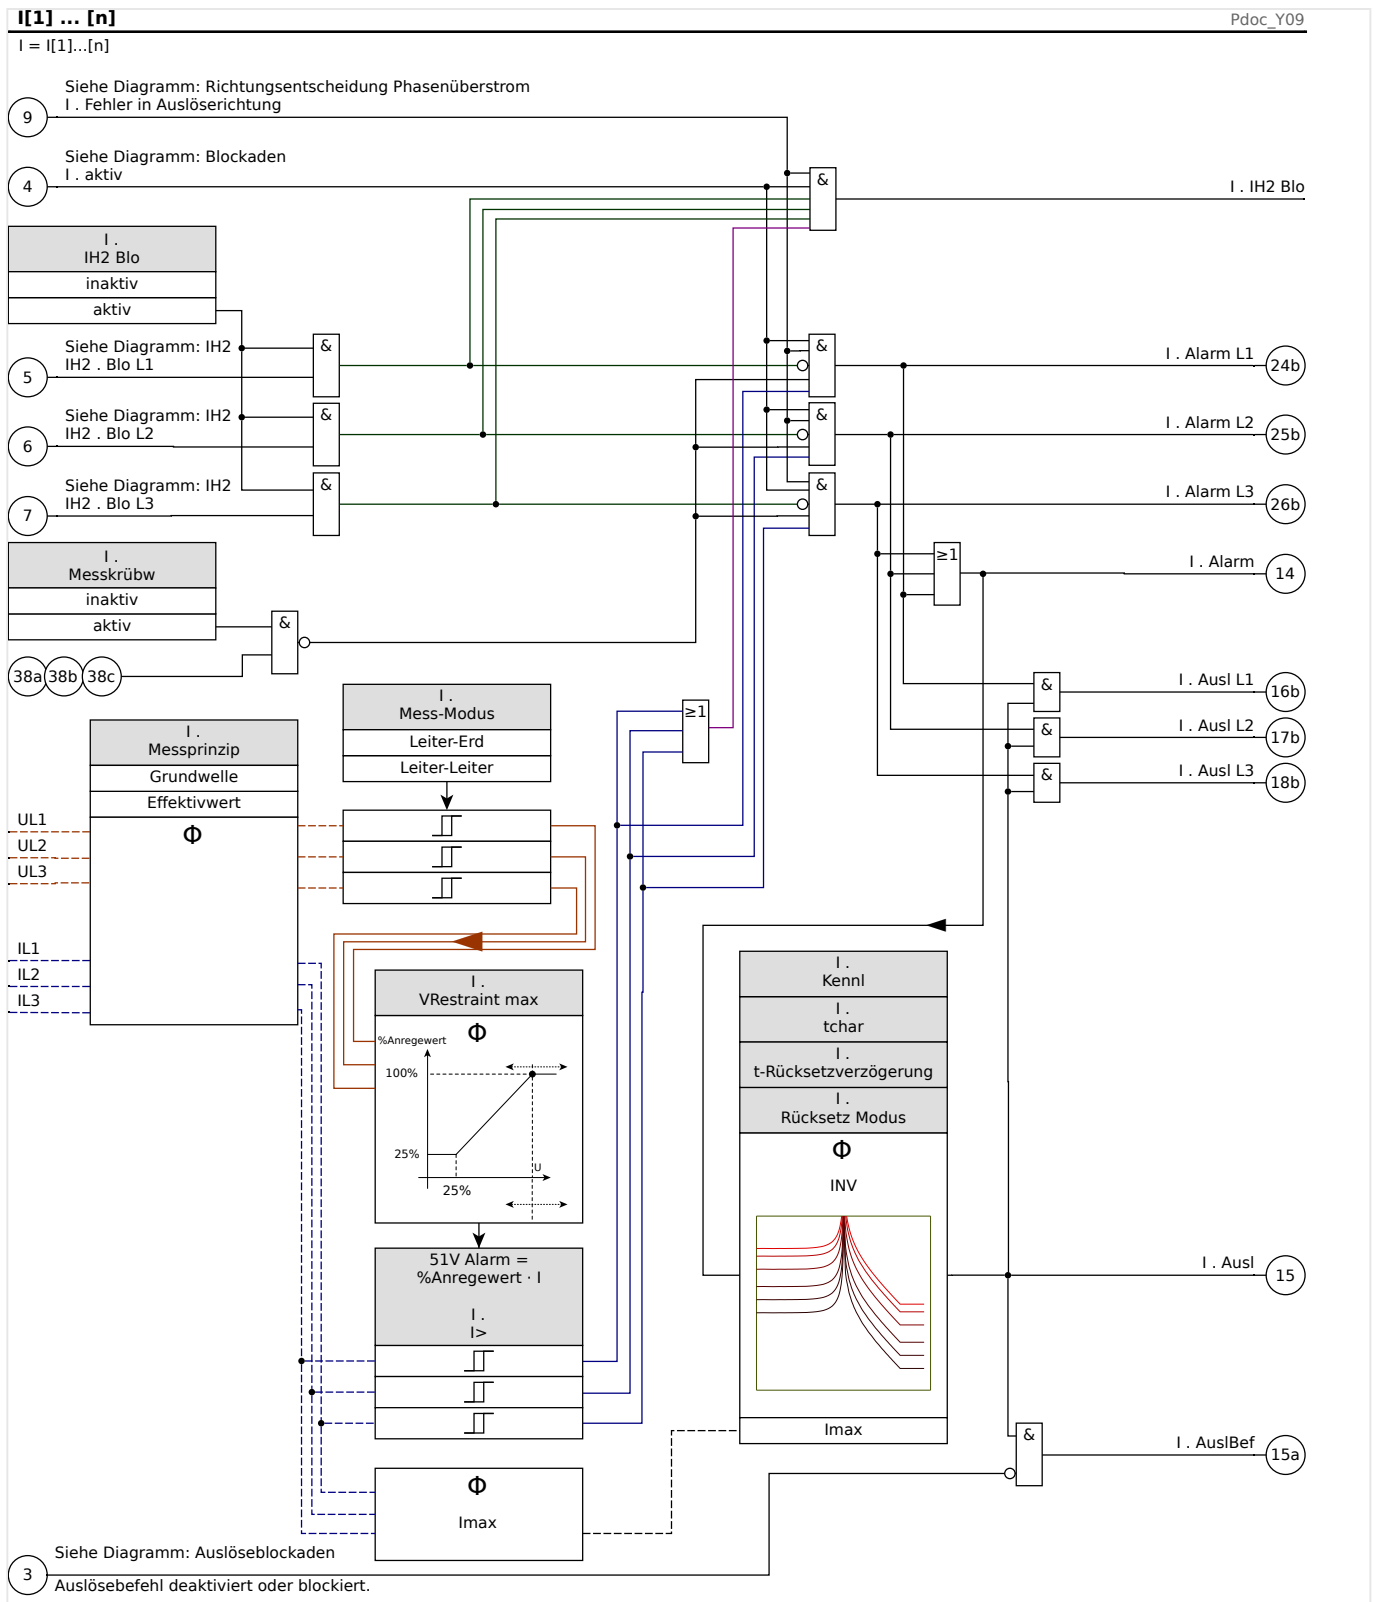 I[1] ... [n]
Pdoc_Y09
I = I[1]...[n]
Siehe Diagramm: Richtungsentscheidung Phasenüberstrom
I . Fehler in Auslöserichtung
9
Siehe Diagramm: Blockaden
I . aktiv
4
&
I . IH2 Blo
I .
IH2 Blo
inaktiv
aktiv
Siehe Diagramm: IH2
IH2 . Blo L1
5
&
&
I . Alarm L1
24b
Siehe Diagramm: IH2
IH2 . Blo L2
6
&
&
I . Alarm L2
25b
Siehe Diagramm: IH2
IH2 . Blo L3
7
&
&
I . Alarm L3
26b
I .
Messkrübw
inaktiv
aktiv
&
38a
38b
38c
≥1
I . Alarm
14
&
I . Ausl L1
16b
&
I . Ausl L2
17b
&
I . Ausl L3
18b
I .
Mess-Modus
Leiter-Erd
Leiter-Leiter
≥1
I .
Messprinzip
Grundwelle
Effektivwert
Φ
UL1
UL2
UL3
IL1
IL2
IL3
I .
VRestraint max
Φ
%Anregewert
100%
25%
25%
U
51V Alarm =
%Anregewert · I
I .
I>
Φ
Imax
I .
Kennl
I .
tchar
I .
t-Rücksetzverzögerung
I .
Rücksetz Modus
Φ
INV
Imax
I . Ausl
15
&
I . AuslBef
15a
Siehe Diagramm: Auslöseblockaden
3
Auslösebefehl deaktiviert oder blockiert.